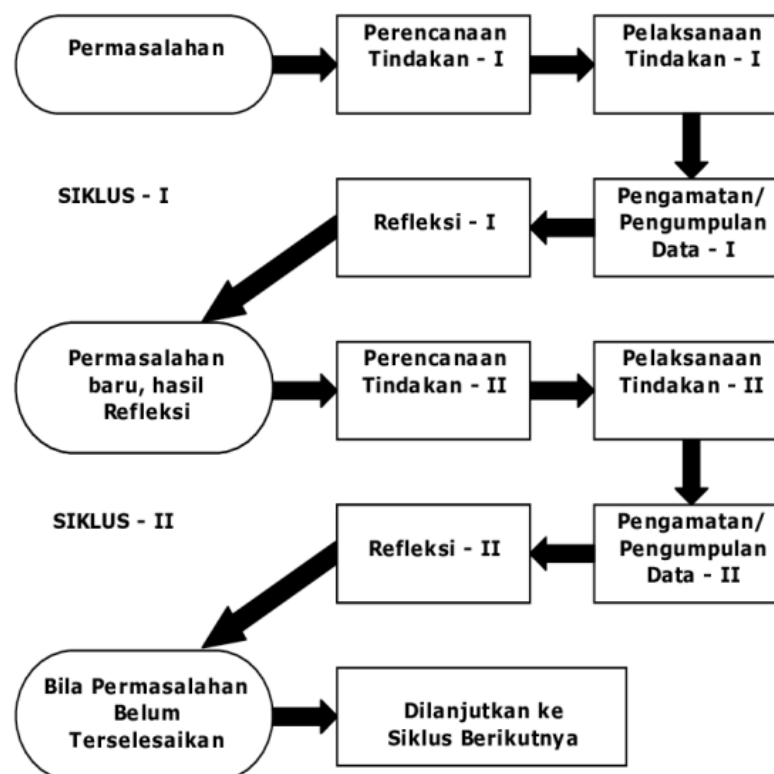 Permasalahan
Perencanaan
Tindakan - I
Pelaksanaan
Tindakan - I
SIKLUS - I
Refleksi - I
Pengamatan/
Pengumpulan
Data - I
Permasalahan
baru, hasil
Refleksi
Perencanaan
Tindakan - II
Pelaksanaan
Tindakan - II
SIKLUS - II
Refleksi - II
Pengamatan/
Pengumpulan
Data - II
Bila Permasalahan
Belum
Terselesaikan
Dilanjutkan ke
Siklus Berikutnya